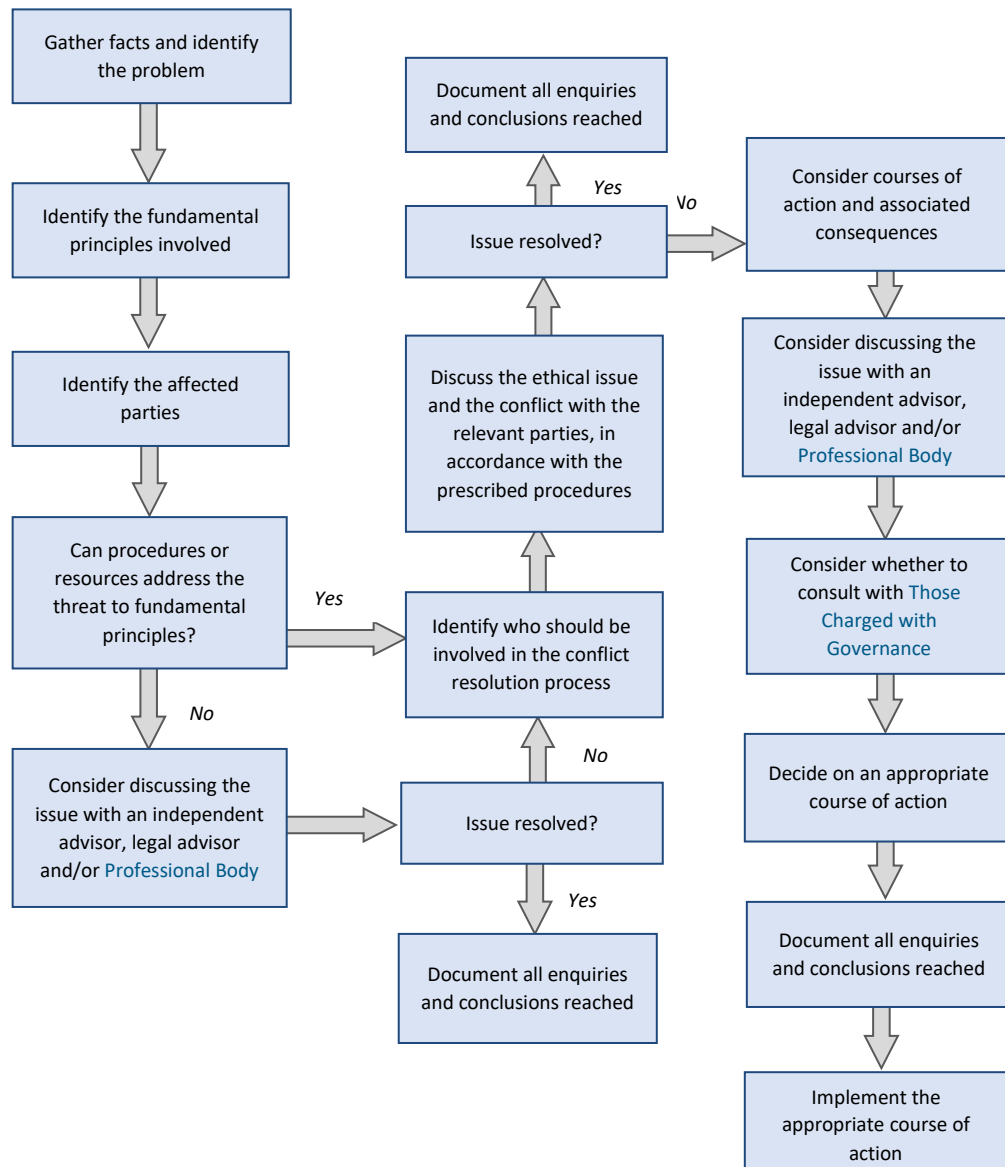 Gather facts and identify
the problem
Identify the fundamental
principles involved
Identify the affected
parties
Can procedures or
resources address the
threat to fundamental
principles?
Yes
No
Consider discussing the
issue with an independent
advisor, legal advisor
and/or Professional Body
Document all enquiries
and conclusions reached
Yes
Issue resolved?
No
Discuss the ethical issue
and the conflict with the
relevant parties, in
accordance with the
prescribed procedures
Identify who should be
involved in the conflict
resolution process
No
Issue resolved?
Yes
Document all enquiries
and conclusions reached
Consider courses of
action and associated
consequences
Consider discussing the
issue with an
independent advisor,
legal advisor and/or
Professional Body
Consider whether to
consult with Those
Charged with
Governance
Decide on an appropriate
course of action
Document all enquiries
and conclusions reached
Implement the
appropriate course of
action